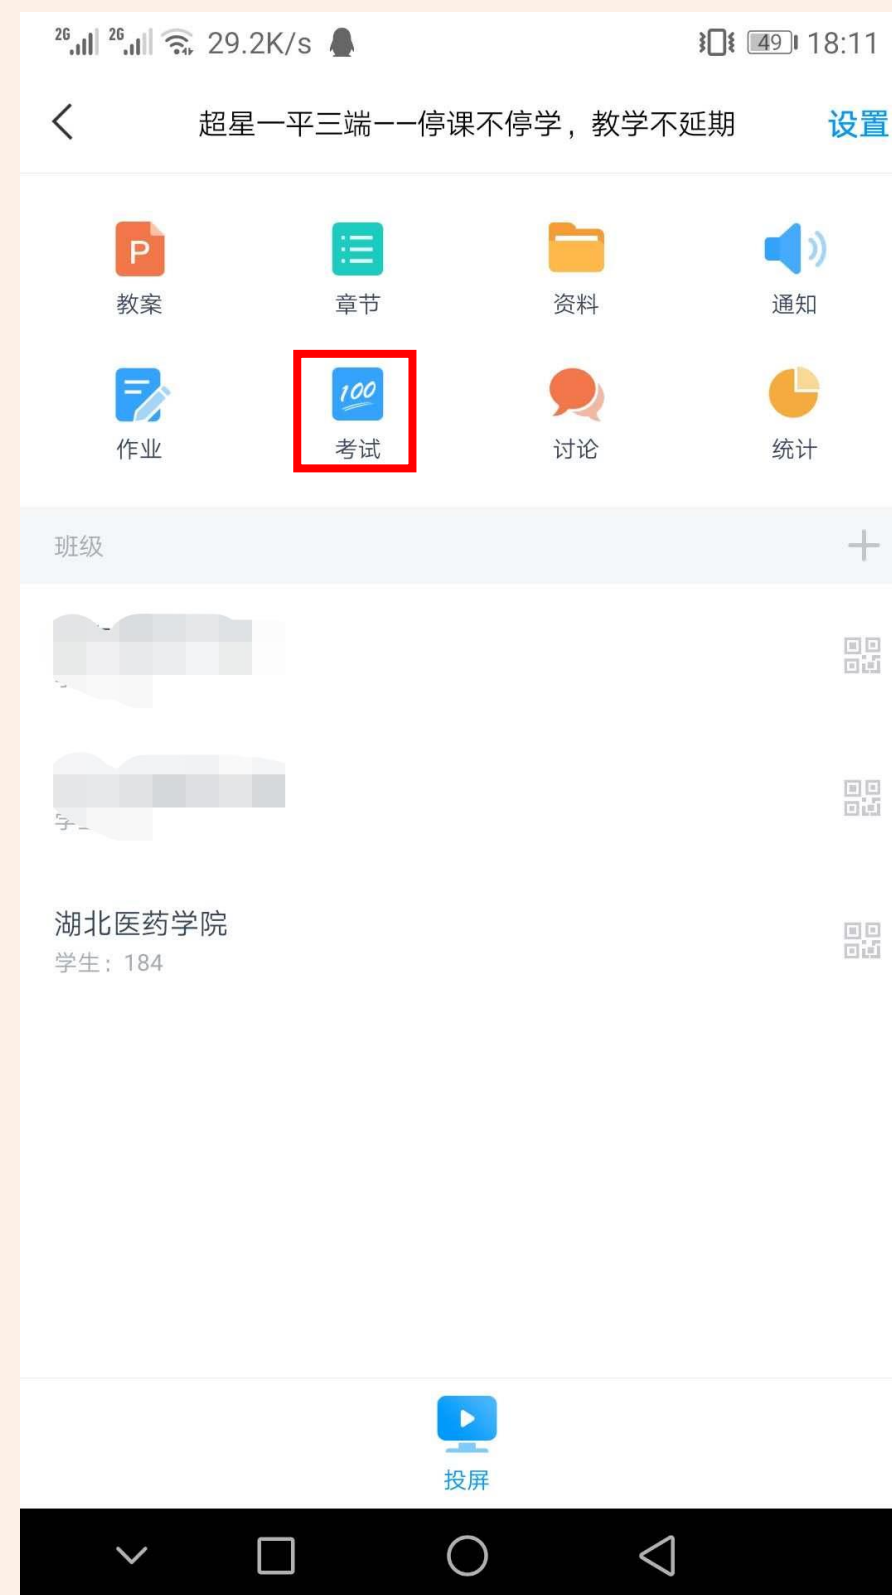 2G 2G 29.2K/s 49 18:11
超星一平三端——停课不停学，教学不延期 设置
P
教案 章节 资料 通知
100
作业 考试 讨论 统计
班级
湖北医药学院
学生：184
投屏